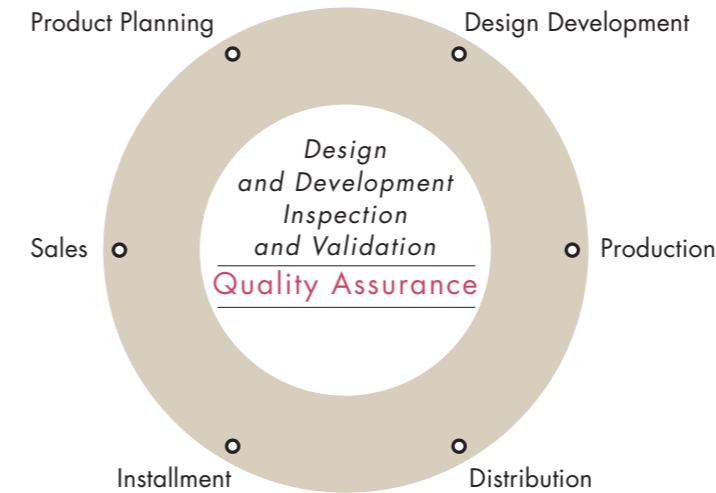 Product Planning
Design Development
Design
and Development
Inspection
and Validation
Quality Assurance
Sales
Production
Installment
Distribution